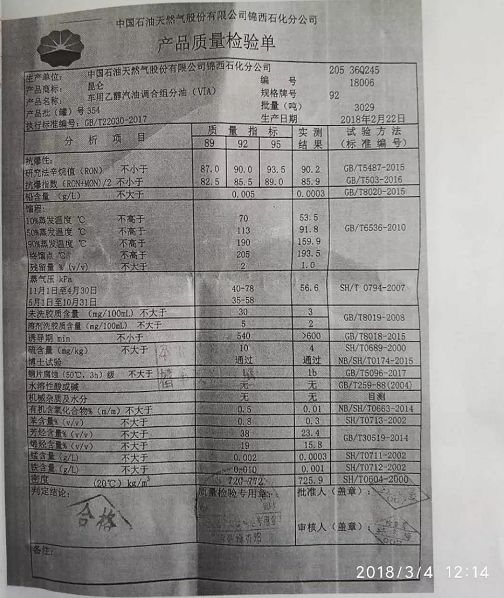 中国石油天然气股份有限公司锦西石化分公司
产品质量检验单
生产单位: 中国石油天然气股份有限公司锦西石化分公司 205 36Q245
产品商标: 昆仑 编 号 18006
产品名称: 车用乙醇汽油调合组分油(VIA) 规格牌号 92
产品批(罐)号 354 批量(吨) 3029
执行标准编号: GB/T22030-2017 生产日期 2018年2月22日
分 析 项 目 质 量 指 标 实 测 试 验 方 法
89 92 95 结 果 (标 准 编 号)
抗爆性:
研究法辛烷值(RON) 不小于 87.0 90.0 93.5 90.2 GB/T5487-2015
抗爆指数(RON+MON)/2 不小于 82.5 85.5 89.0 85.9 GB/T503-2016
铅含量 (g/L) 不大于 0.005 0.0003 GB/T8020-2015
馏程:
10%蒸发温度 ℃ 不高于 70 53.5
50%蒸发温度 ℃ 不高于 113 91.8 GB/T6536-2010
90%蒸发温度 ℃ 不高于 190 159.9
终馏点 ℃ 不高于 205 193.5
残留量 %(v/v) 不大于 2 1.0
蒸气压 kPa
11月1日至4月30日 40-78 56.6 SH/T 0794-2007
5月1日至10月31日 35-58
未洗胶质含量 (mg/100mL) 不大于 30 3 GB/T8019-2008
溶剂洗胶质含量(mg/100mL) 不大于 5 2
诱导期 min 不小于 540 >600 GB/T8018-2015
硫含量(mg/kg) 不大于 10 4 SH/T0689-2000
博士试验 通过 通过 NB/SH/T0174-2015
铜片腐蚀(50℃,3h)级 不大于 1b GB/T5096-2017
水溶性酸或碱 无 无 GB/T259-88(2004)
机械杂质及水分 无 无 目测
有机含氧化合物%(m/m) 不大于 0.5 0.01 NB/SH/T0663-2014
苯含量%(v/v) 不大于 0.8 0.3 SH/T0713-2002
芳烃含量%(v/v) 不大于 38 23.4 GB/T30519-2014
烯烃含量%(v/v) 不大于 19 15.8
锰含量(g/L) 不大于 0.002 0.0003 SH/T0711-2002
铁含量(g/L) 不大于 0.010 0.001 SH/T0712-2002
密度 (20℃) kg/m³ 720-772 725.9 SH/T0604-2000
判定结论: 质量检验专用章: 批准人(盖章):
合格
审核人(盖章):
备注:
2018/3/4 12:14